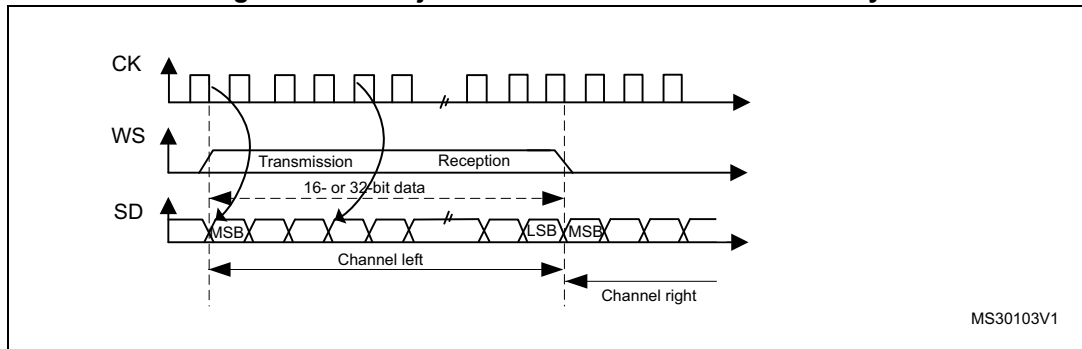 CK
WS
Transmission Reception
16- or 32-bit data
SD
MSB LSB MSB
Channel left
Channel right
MS30103V1